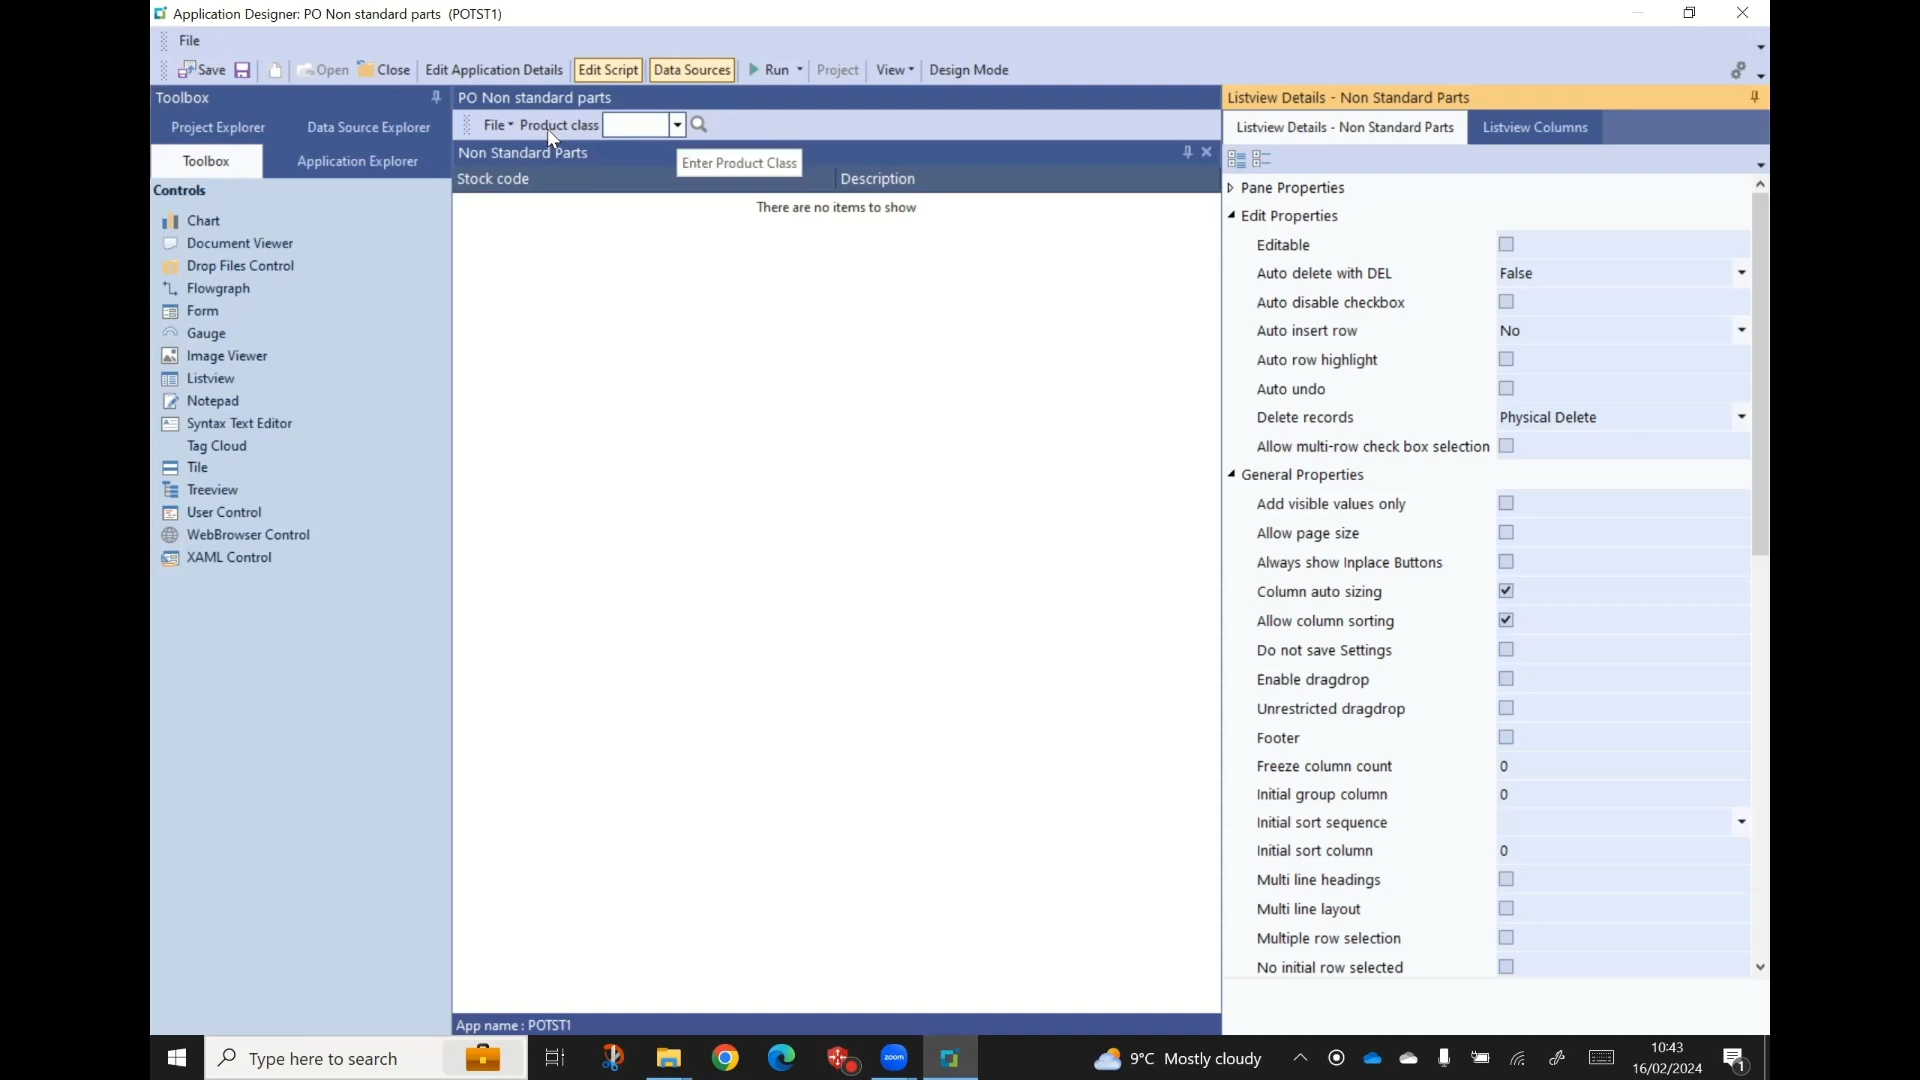 Application Designer: PO Non standard parts (POTST1)
File
Save Open Close Edit Application Details Edit Script Data Sources Run Project View Design Mode
Toolbox
Project Explorer Data Source Explorer
Toolbox Application Explorer
Controls
Chart
Document Viewer
Drop Files Control
Flowgraph
Form
Gauge
Image Viewer
Listview
Notepad
Syntax Text Editor
Tag Cloud
Tile
Treeview
User Control
WebBrowser Control
XAML Control
PO Non standard parts
File Product class
Non Standard Parts
Enter Product Class
Stock code Description
There are no items to show
App name : POTST1
Listview Details - Non Standard Parts
Listview Details - Non Standard Parts Listview Columns
Pane Properties
Edit Properties
Editable
Auto delete with DEL False
Auto disable checkbox
Auto insert row No
Auto row highlight
Auto undo
Delete records Physical Delete
Allow multi-row check box selection
General Properties
Add visible values only
Allow page size
Always show Inplace Buttons
Column auto sizing
Allow column sorting
Do not save Settings
Enable dragdrop
Unrestricted dragdrop
Footer
Freeze column count 0
Initial group column 0
Initial sort sequence
Initial sort column 0
Multi line headings
Multi line layout
Multiple row selection
No initial row selected
Type here to search
zoom
9°C Mostly cloudy
10:43
16/02/2024
1